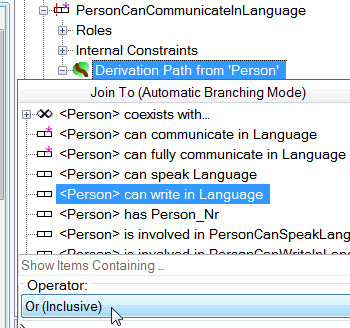 PersonCanCommunicateInLanguage
Roles
Internal Constraints
Derivation Path from 'Person'
Join To (Automatic Branching Mode)
<Person> coexists with...
<Person> can communicate in Language
<Person> can fully communicate in Language
<Person> can speak Language
<Person> can write in Language
<Person> has Person_Nr
<Person> is involved in PersonCanSpeakLang
<Person> is involved in PersonCanWriteInLang
Show Items Containing ...
Operator:
Or (Inclusive)